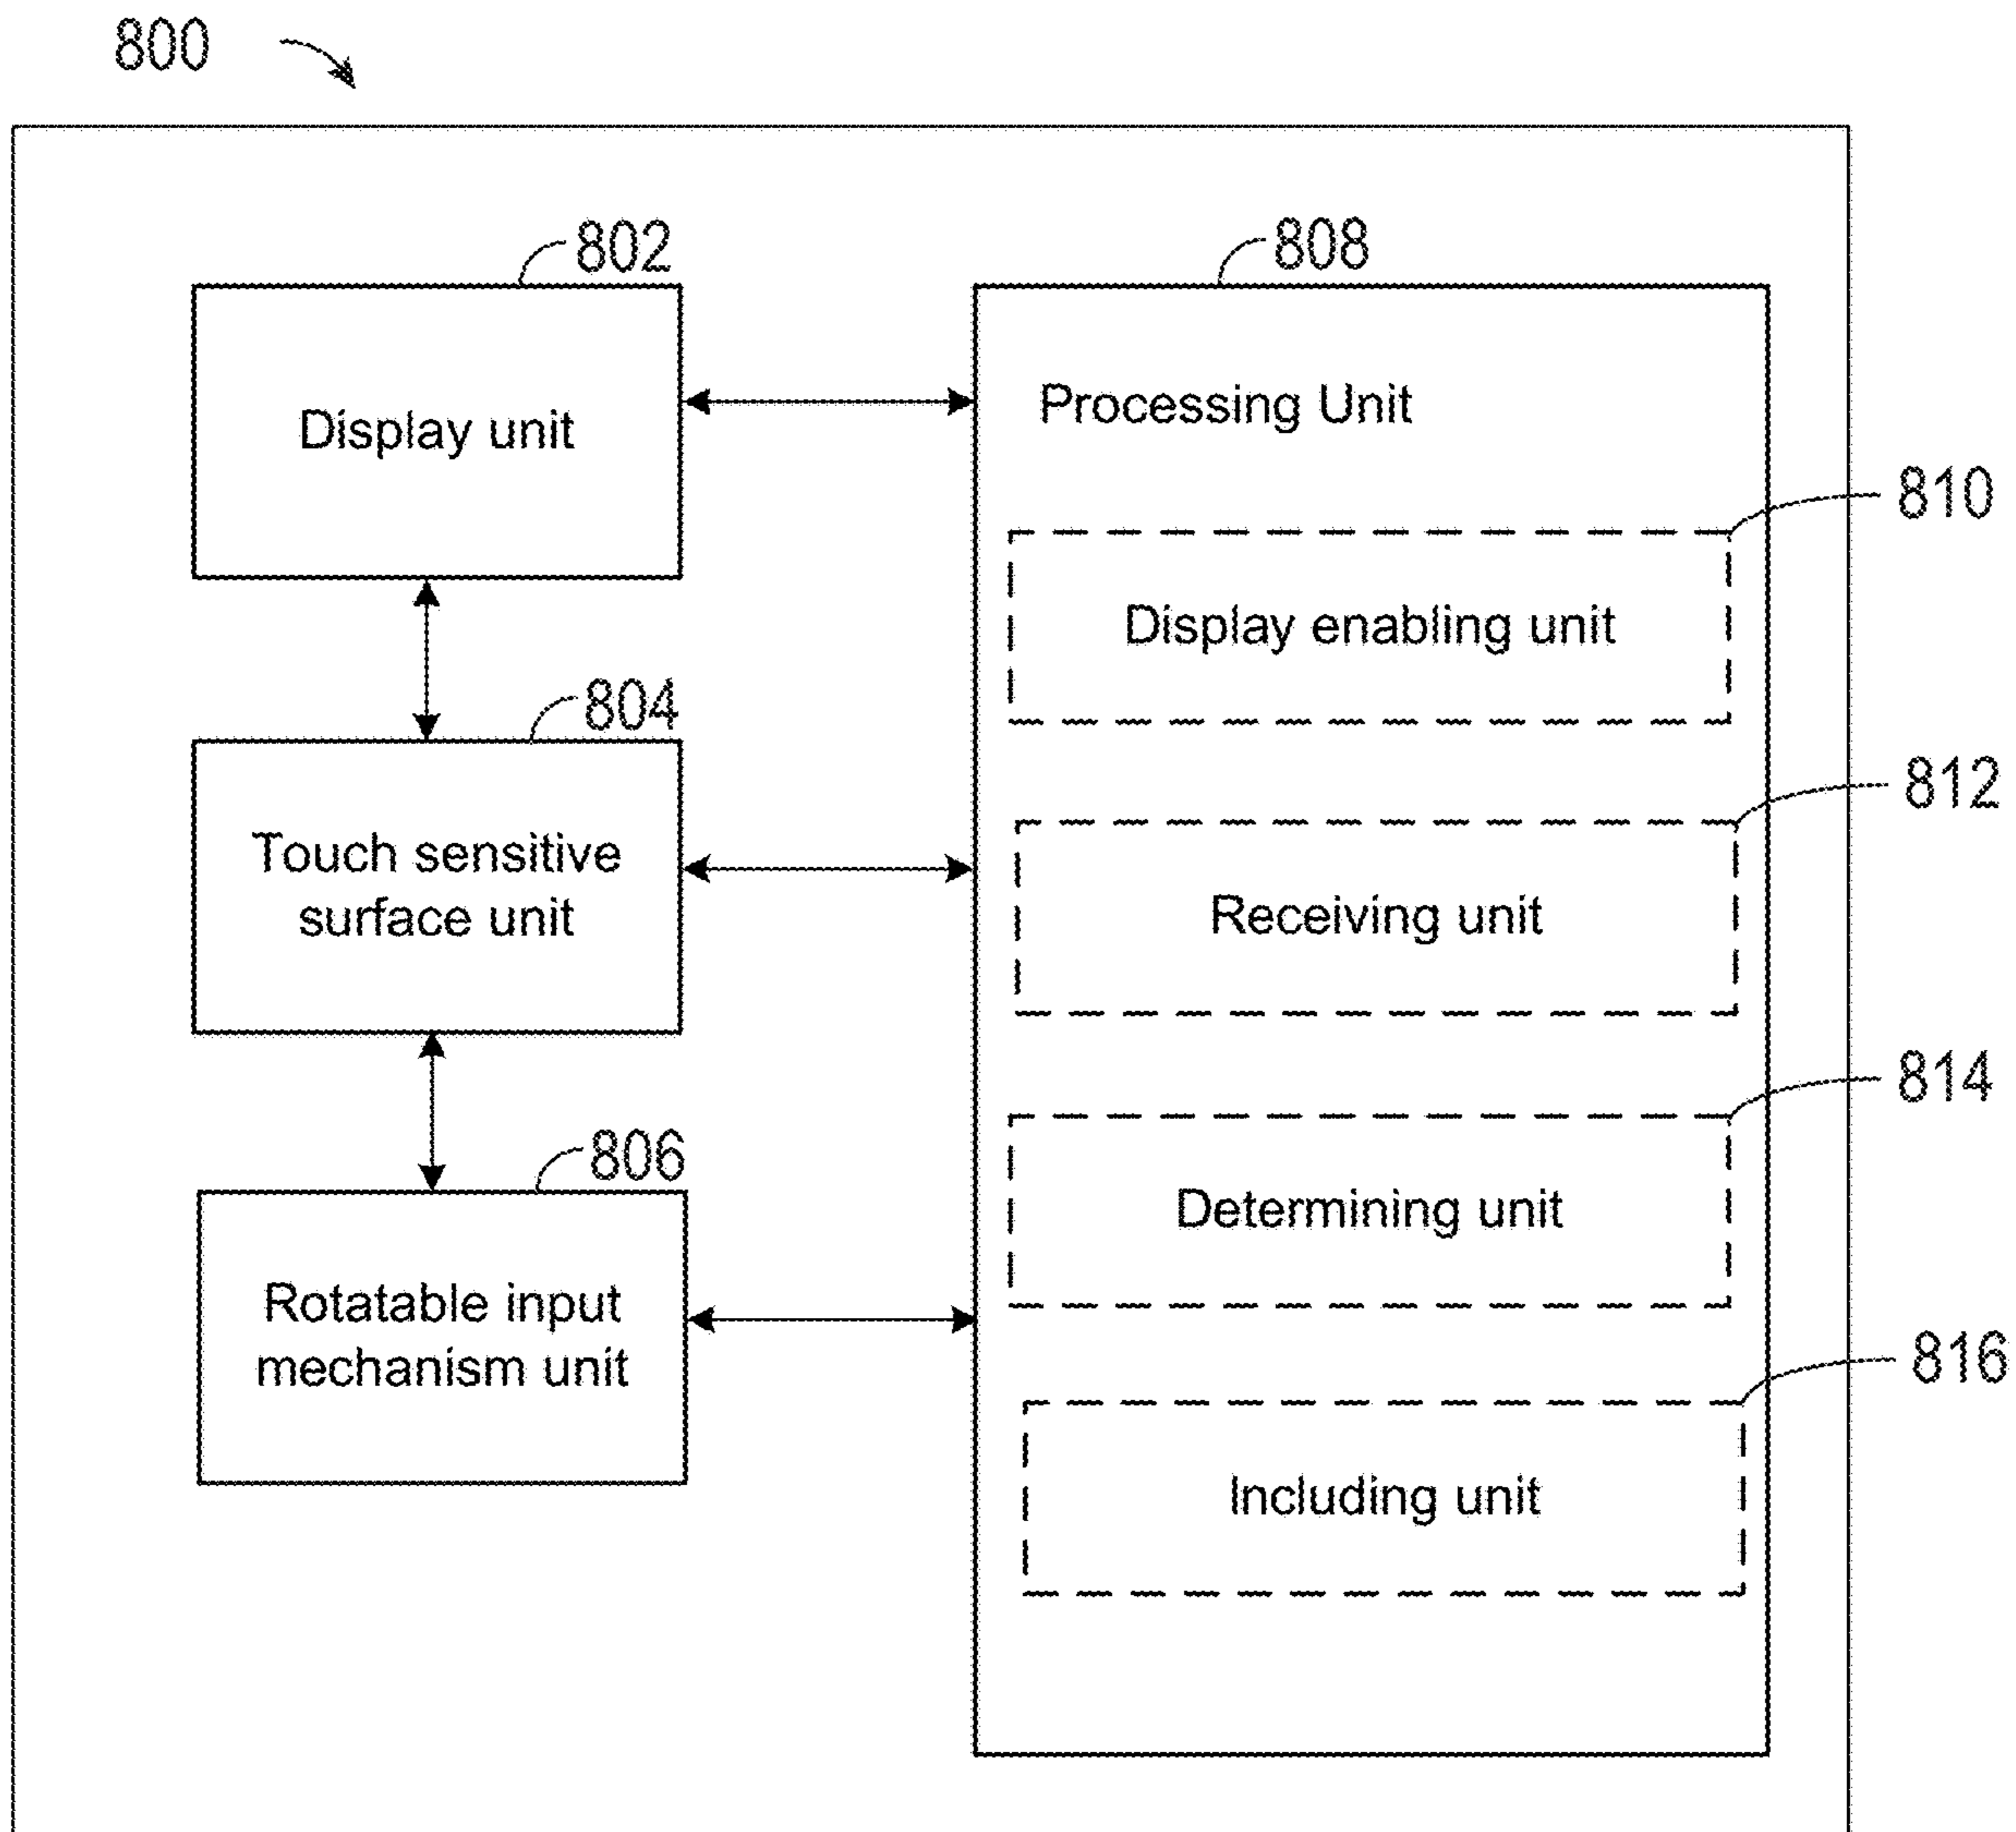 800
802
808
Display unit
Processing Unit
810
Display enabling unit
804
812
Touch sensitive
surface unit
Receiving unit
814
806
Determining unit
Rotatable input
mechanism unit
816
Including unit